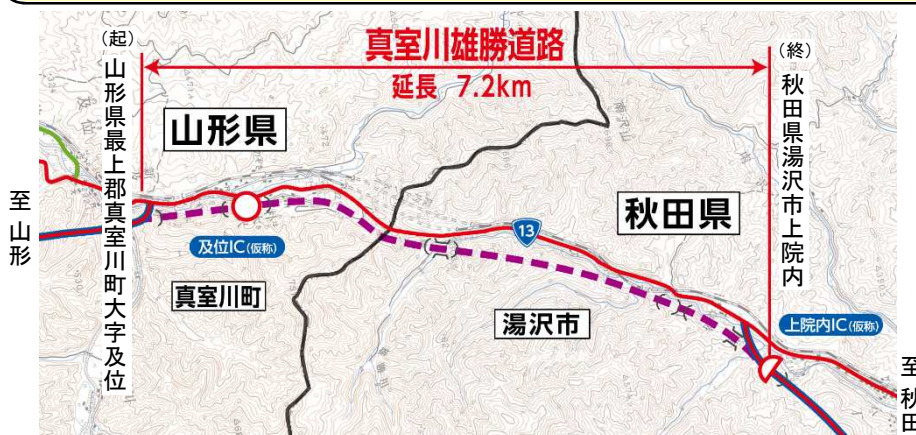 真室川雄勝道路
延長 7.2km
(起)
山形県最上郡真室川町大字及位
(終)
秋田県湯沢市上院内
山形県
秋田県
至 山形
13
及位IC(仮称)
真室川町
湯沢市
上院内IC(仮称)
至 秋田